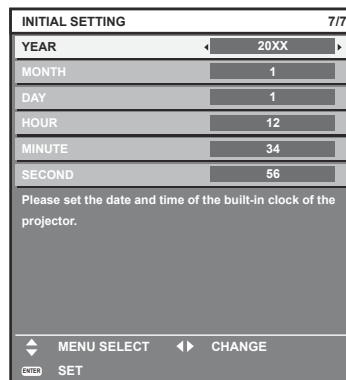 INITIAL SETTING 7/7
YEAR 20XX
MONTH 1
DAY 1
HOUR 12
MINUTE 34
SECOND 56
Please set the date and time of the built-in clock of the
projector.
MENU SELECT CHANGE
ENTER SET